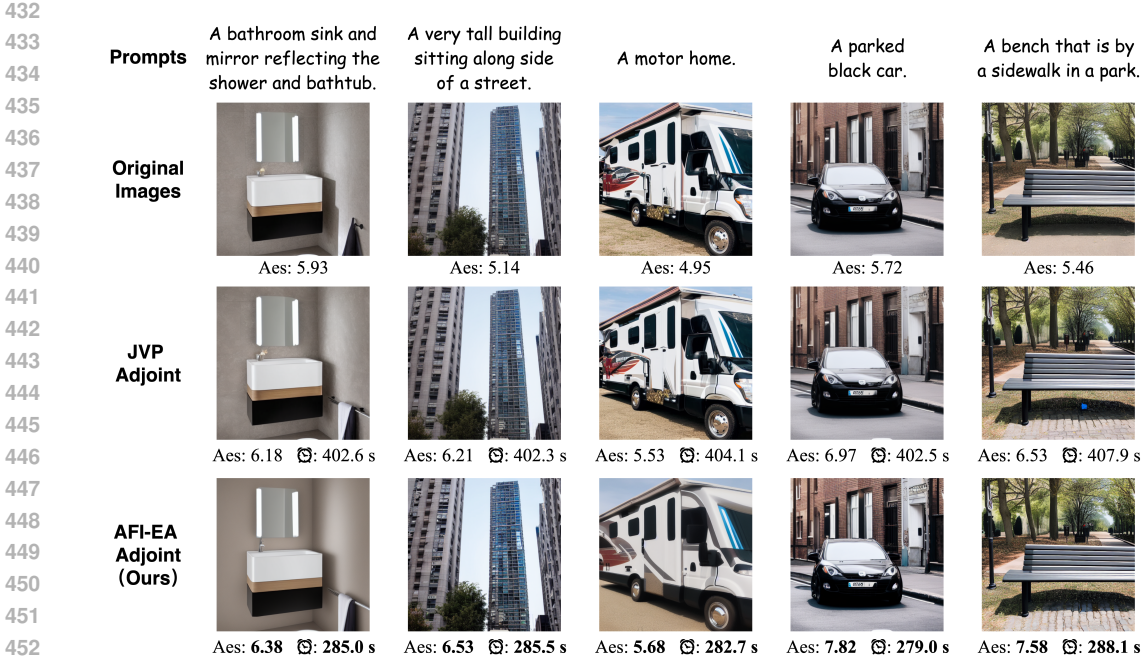 432
433
434
435
436
437
438
439
440
441
442
443
444
445
446
447
448
449
450
451
452
Prompts
A bathroom sink and
mirror reflecting the
shower and bathtub.
A very tall building
sitting along side
of a street.
A motor home.
A parked
black car.
A bench that is by
a sidewalk in a park.
Original
Images
Aes: 5.93
Aes: 5.14
Aes: 4.95
Aes: 5.72
Aes: 5.46
JVP
Adjoint
Aes: 6.18 ⏰: 402.6 s
Aes: 6.21 ⏰: 402.3 s
Aes: 5.53 ⏰: 404.1 s
Aes: 6.97 ⏰: 402.5 s
Aes: 6.53 ⏰: 407.9 s
AFI-EA
Adjoint
(Ours)
Aes: 6.38 ⏰: 285.0 s
Aes: 6.53 ⏰: 285.5 s
Aes: 5.68 ⏰: 282.7 s
Aes: 7.82 ⏰: 279.0 s
Aes: 7.58 ⏰: 288.1 s